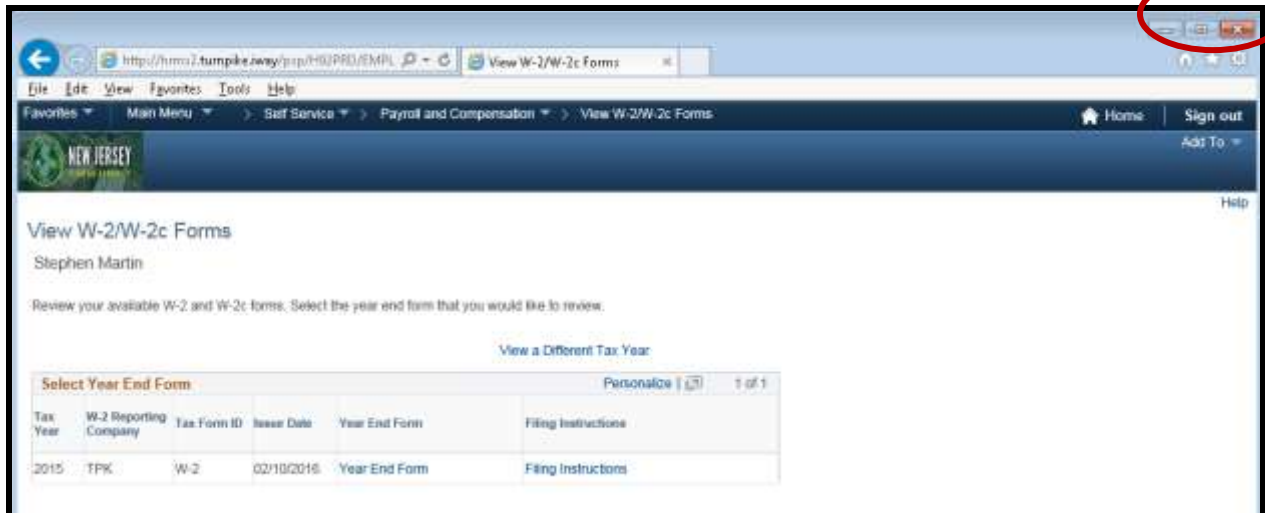 View W-2/W-2c Forms
File Edit View Favorites Tools Help
Favorites Main Menu > Self Service > Payroll and Compensation > View W-2/W-2c Forms
Home Sign out
Add To
NEW JERSEY
Help
View W-2/W-2c Forms
Stephen Martin
Review your available W-2 and W-2c forms. Select the year end form that you would like to review.
View a Different Tax Year
Select Year End Form Personalize | 1 of 1
Tax Year W-2 Reporting Company Tax Form ID Issue Date Year End Form Filing Instructions
2015 TPK W-2 02/10/2016 Year End Form Filing Instructions